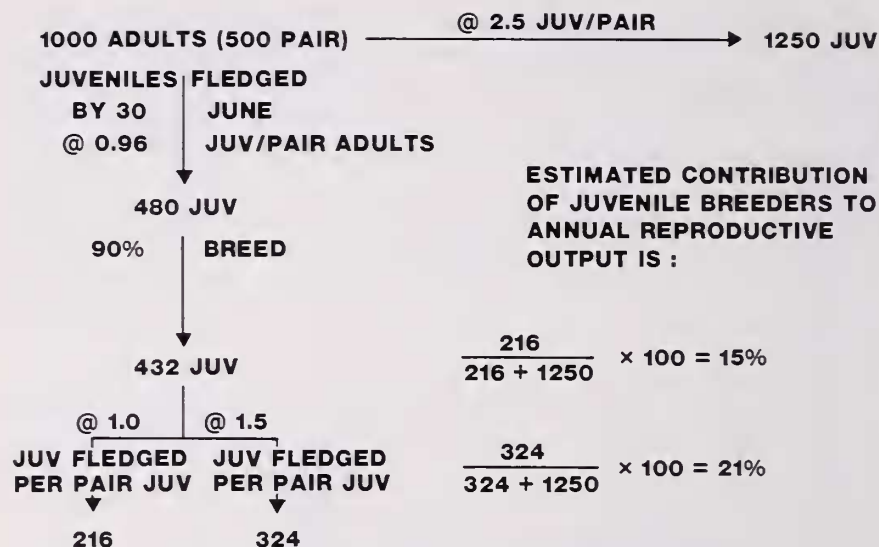 @ 2.5 JUV/PAIR
1000 ADULTS (500 PAIR)
1250 JUV
JUVENILES FLEDGED
BY 30 JUNE
@ 0.96 JUV/PAIR ADULTS
480 JUV
90% BREED
432 JUV
@ 1.0 @ 1.5
JUV FLEDGED JUV FLEDGED
PER PAIR JUV PER PAIR JUV
216 324
ESTIMATED CONTRIBUTION
OF JUVENILE BREEDERS TO
ANNUAL REPRODUCTIVE
OUTPUT IS :
216
216 + 1250 × 100 = 15%
324
324 + 1250 × 100 = 21%